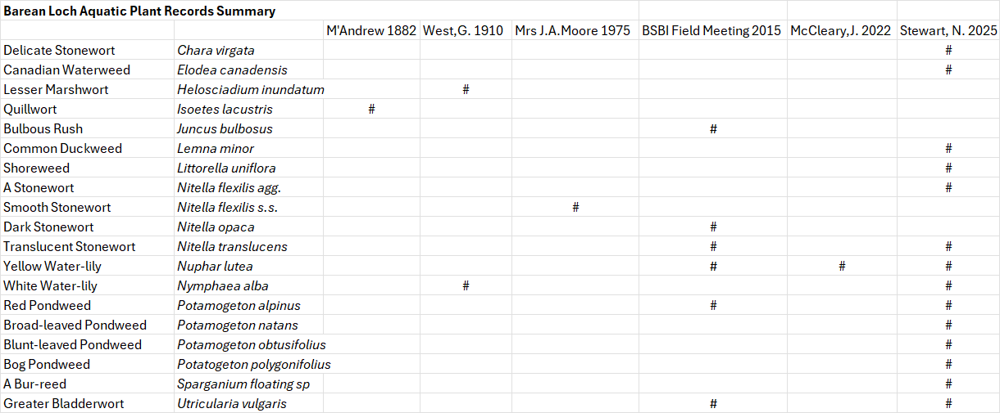 Barean Loch Aquatic Plant Records Summary
M'Andrew 1882 West,G. 1910 Mrs J.A.Moore 1975 BSBI Field Meeting 2015 McCleary,J. 2022 Stewart, N. 2025
Delicate Stonewort Chara virgata #
Canadian Waterweed Elodea canadensis #
Lesser Marshwort Helosciadium inundatum #
Quillwort Isoetes lacustris #
Bulbous Rush Juncus bulbosus #
Common Duckweed Lemna minor #
Shoreweed Littorella uniflora #
A Stonewort Nitella flexilis agg. #
Smooth Stonewort Nitella flexilis s.s. #
Dark Stonewort Nitella opaca #
Translucent Stonewort Nitella translucens # #
Yellow Water-lily Nuphar lutea # # #
White Water-lily Nymphaea alba # #
Red Pondweed Potamogeton alpinus # #
Broad-leaved Pondweed Potamogeton natans #
Blunt-leaved Pondweed Potamogeton obtusifolius #
Bog Pondweed Potatogeton polygonifolius #
A Bur-reed Sparganium floating sp #
Greater Bladderwort Utricularia vulgaris # #